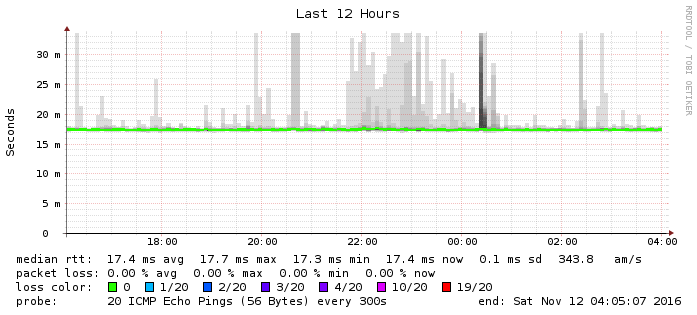 Last 12 Hours
RRDTOOL / TOBI OETIKER
Seconds
30 m
25 m
20 m
15 m
10 m
5 m
0
18:00 20:00 22:00 00:00 02:00 04:00
median rtt: 17.4 ms avg 17.7 ms max 17.3 ms min 17.4 ms now 0.1 ms sd 343.8 am/s
packet loss: 0.00 % avg 0.00 % max 0.00 % min 0.00 % now
loss color: 0 1/20 2/20 3/20 4/20 10/20 19/20
probe: 20 ICMP Echo Pings (56 Bytes) every 300s end: Sat Nov 12 04:05:07 2016